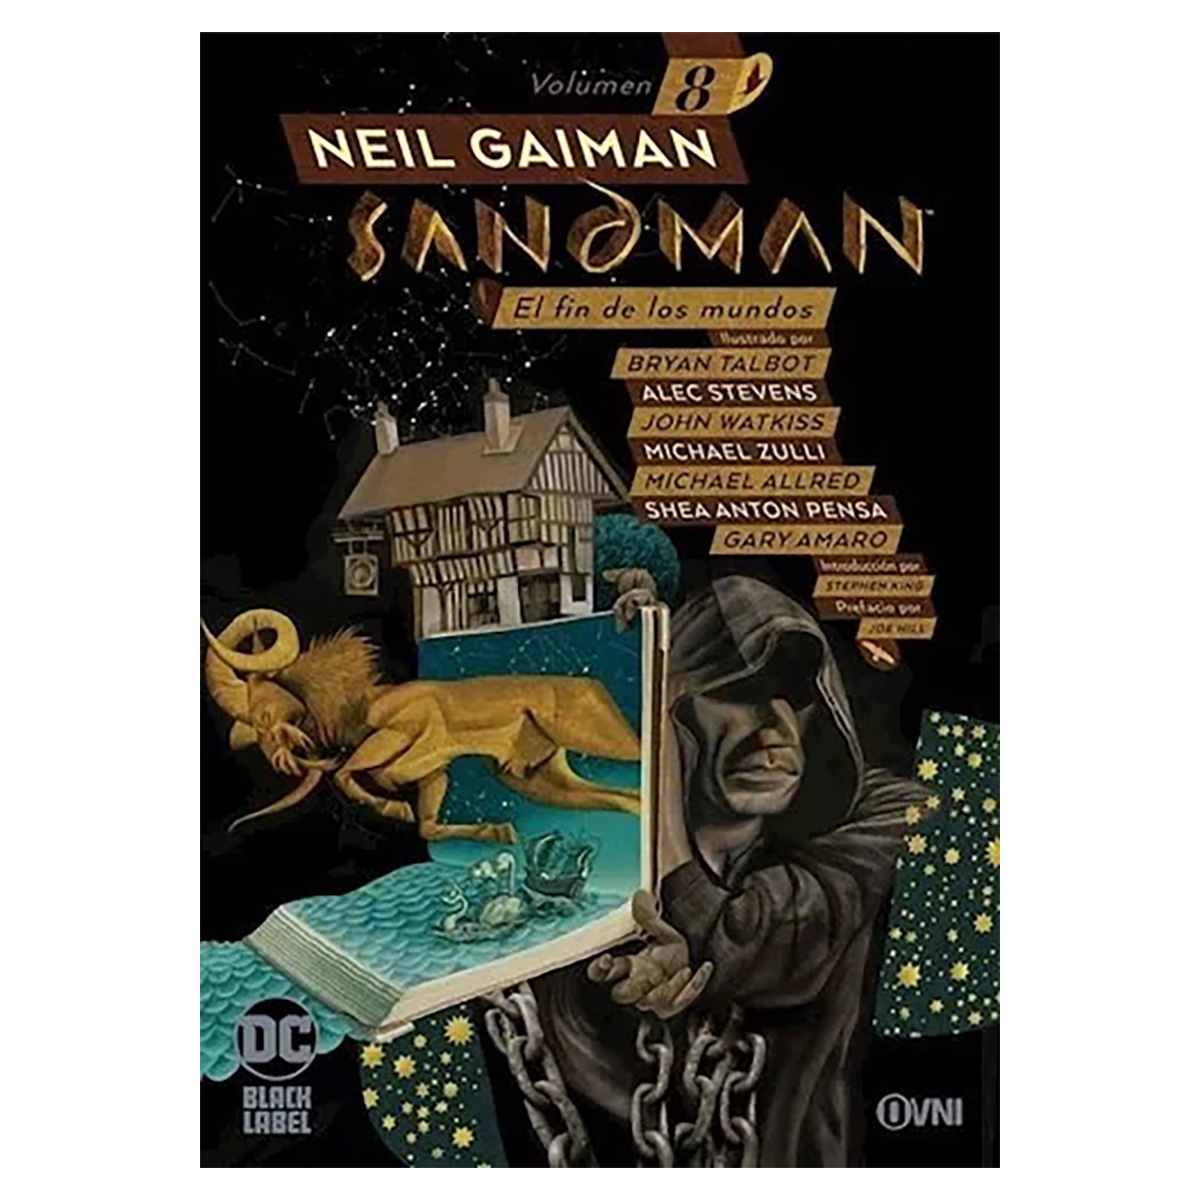 Volumen 8
NEIL GAIMAN
SANDMAN™
El fin de los mundos
Ilustrado por
BRYAN TALBOT
ALEC STEVENS
JOHN WATKISS
MICHAEL ZULLI
MICHAEL ALLRED
SHEA ANTON PENSA
GARY AMARO
Introducción por
STEPHEN KING
Prefacio por
JOE HILL
DC
BLACK
LABEL
OVNI